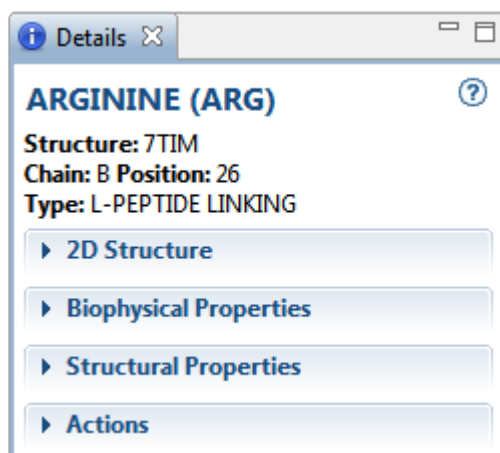 Details
ARGININE (ARG)
Structure: 7TIM
Chain: B Position: 26
Type: L-PEPTIDE LINKING
2D Structure
Biophysical Properties
Structural Properties
Actions